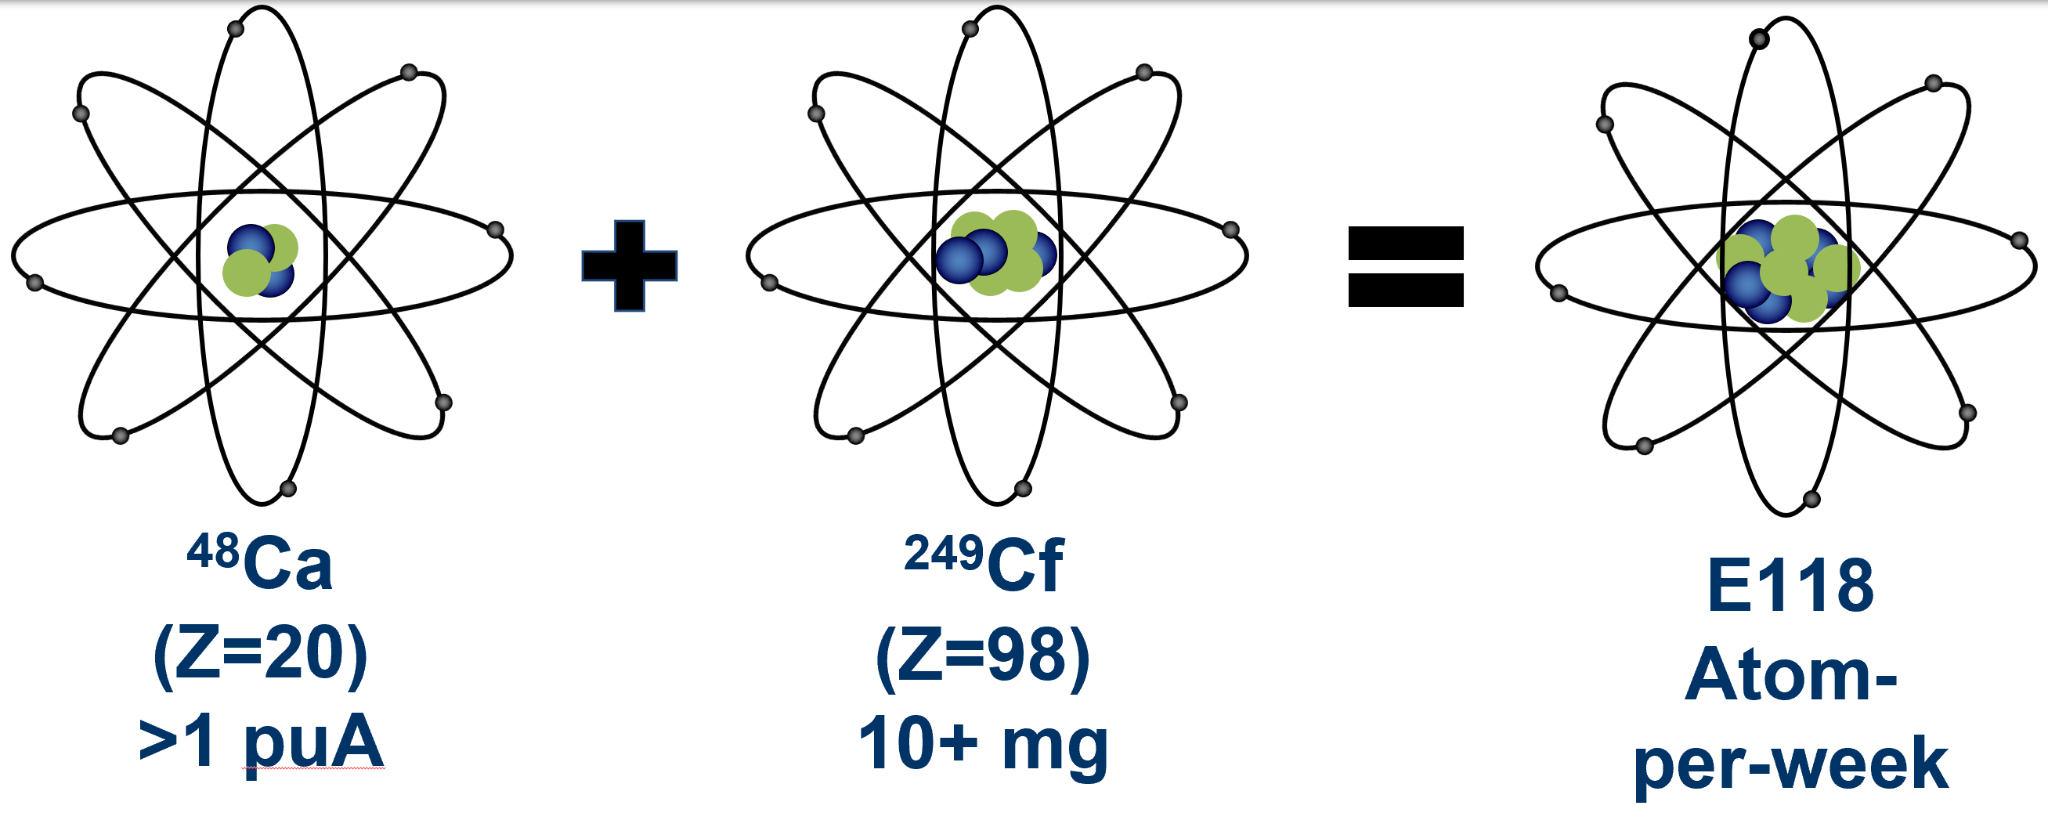 ⁴⁸Ca
(Z=20)
>1 puA
²⁴⁹Cf
(Z=98)
10+ mg
E118
Atom-
per-week